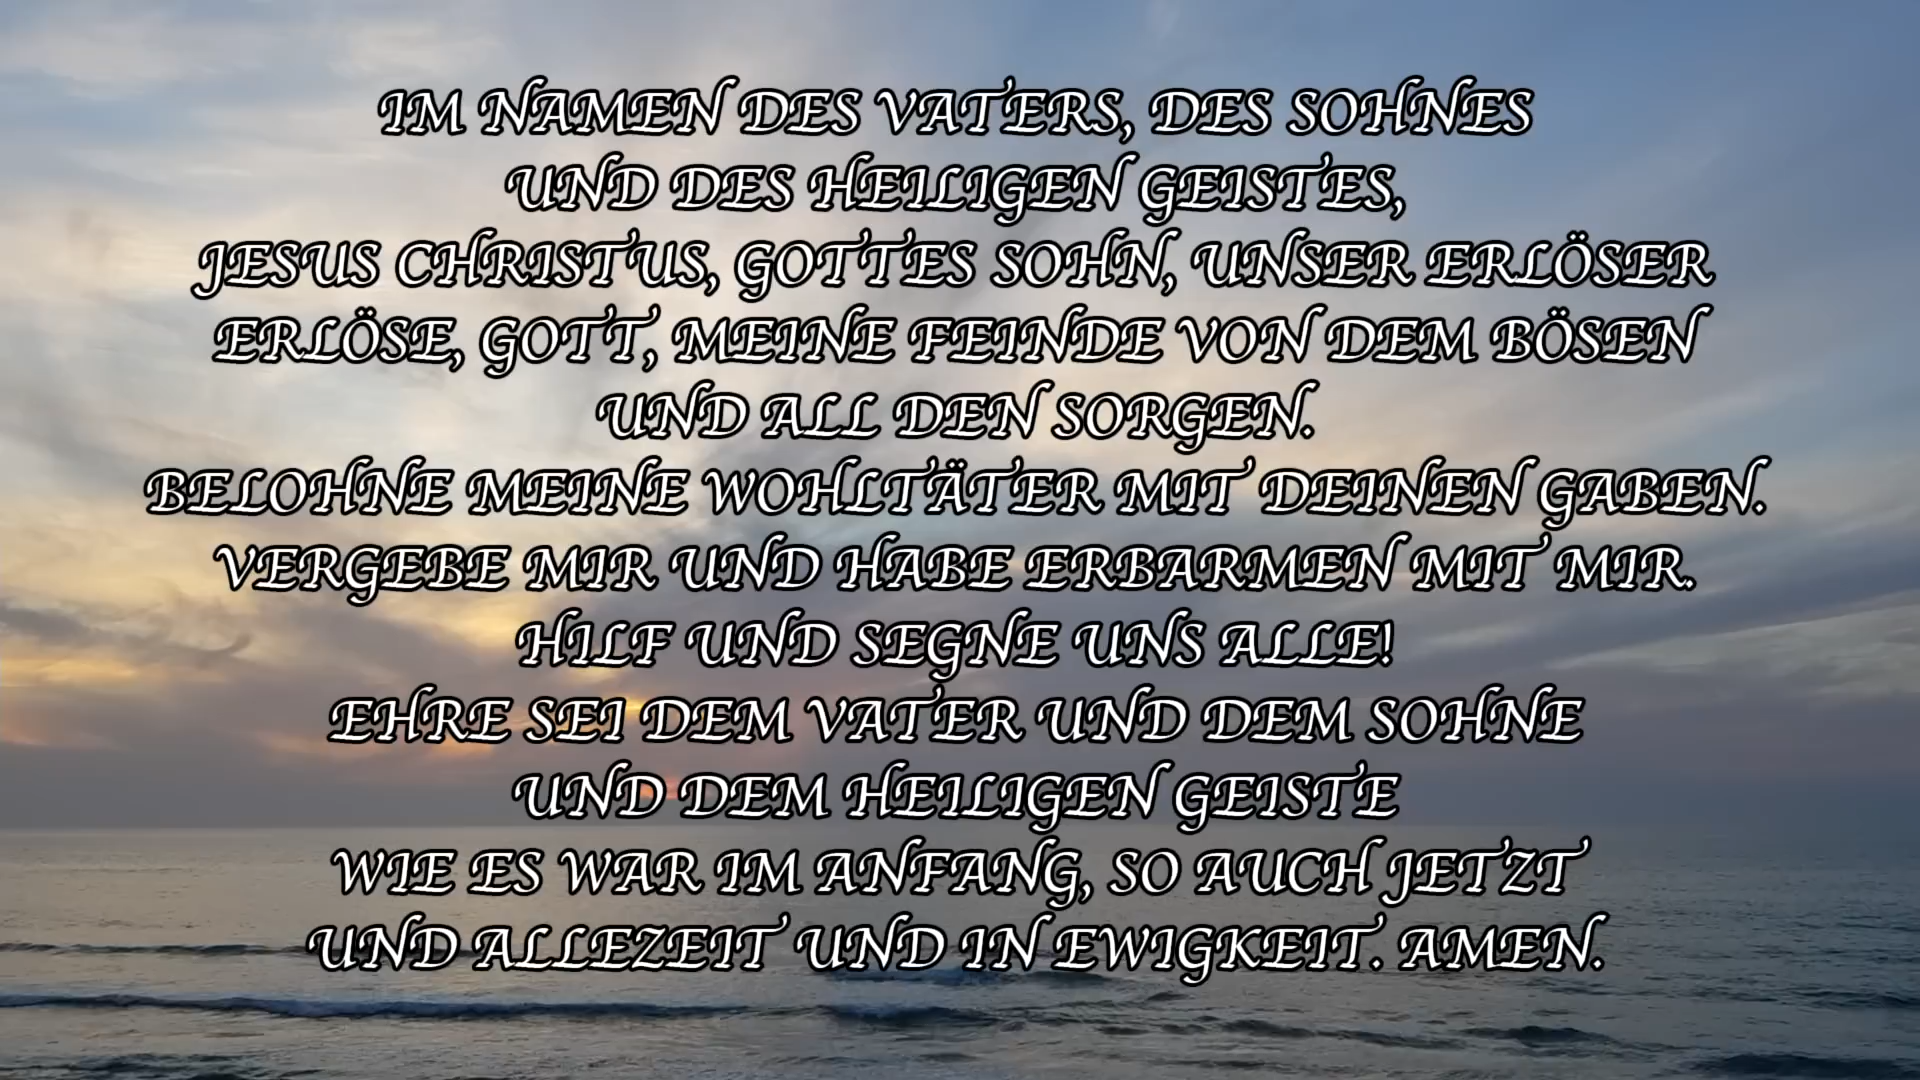 IM NAMEN DES VATERS, DES SOHNES
UND DES HEILIGEN GEISTES,
JESUS CHRISTUS, GOTTES SOHN, UNSER ERLÖSER
ERLÖSE, GOTT, MEINE FEINDE VON DEM BÖSEN
UND ALL DEN SORGEN.
BELOHNE MEINE WOHLTÄTER MIT DEINEN GABEN.
VERGEBE MIR UND HABE ERBARMEN MIT MIR.
HILF UND SEGNE UNS ALLE!
EHRE SEI DEM VATER UND DEM SOHNE
UND DEM HEILIGEN GEISTE
WIE ES WAR IM ANFANG, SO AUCH JETZT
UND ALLEZEIT UND IN EWIGKEIT. AMEN.